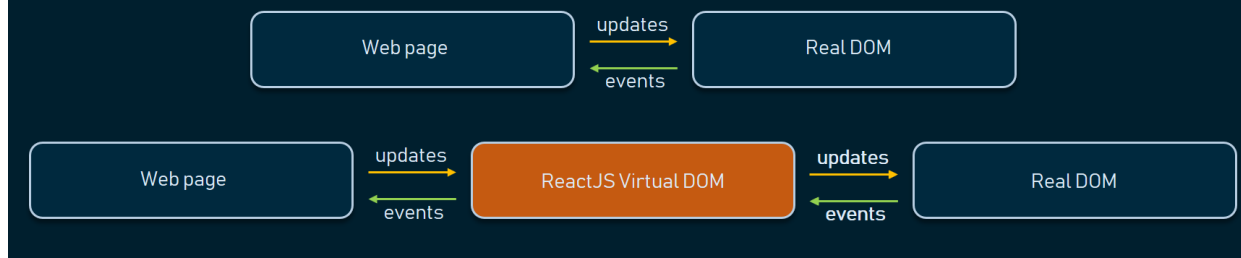 updates
Web page
Real DOM
events
updates
updates
Web page
ReactJS Virtual DOM
Real DOM
events
events